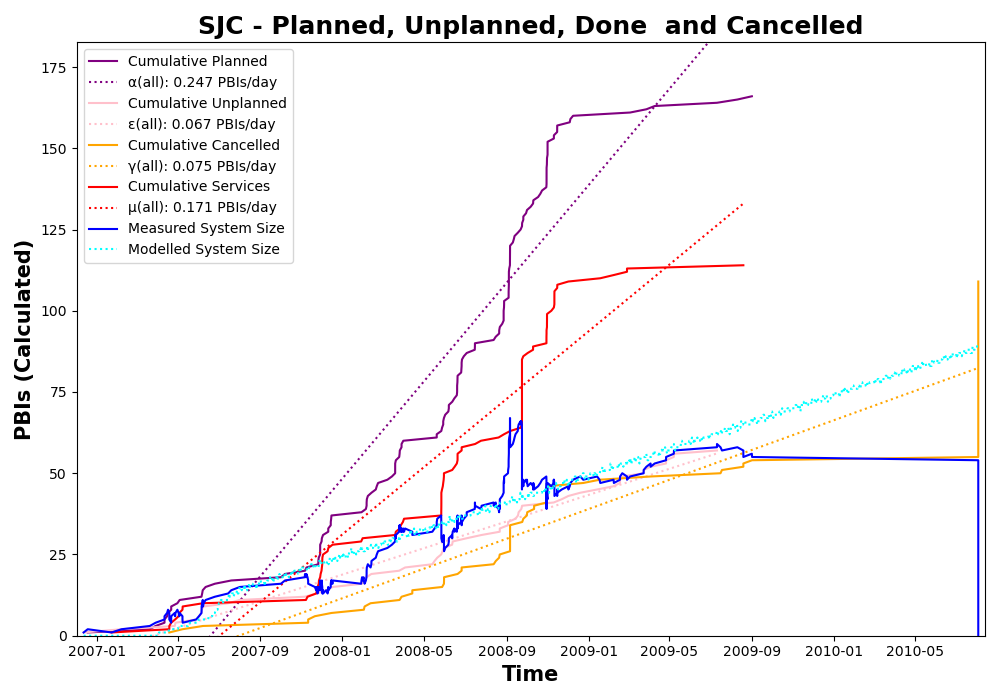 SJC - Planned, Unplanned, Done  and Cancelled
Cumulative Planned
α(all): 0.247 PBIs/day
Cumulative Unplanned
ε(all): 0.067 PBIs/day
Cumulative Cancelled
γ(all): 0.075 PBIs/day
Cumulative Services
μ(all): 0.171 PBIs/day
Measured System Size
Modelled System Size
PBIs (Calculated)
175
150
125
100
75
50
25
0
2007-01 2007-05 2007-09 2008-01 2008-05 2008-09 2009-01 2009-05 2009-09 2010-01 2010-05
Time